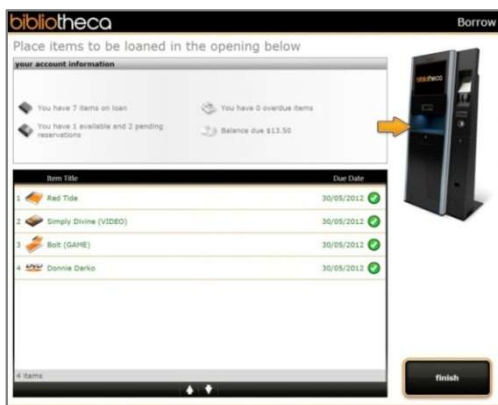 bibliotheca
Borrow
Place items to be loaned in the opening below
your account information
You have 7 items on loan
You have 0 overdue items
You have 1 available and 2 pending
reservations
Balance due $13.50
bibliotheca
Item Title Due Date
1 Red Tide 30/05/2012
2 Simply Divine (VIDEO) 30/05/2012
3 Bolt (GAME) 30/05/2012
4 Donnie Darko 30/05/2012
4 items
finish